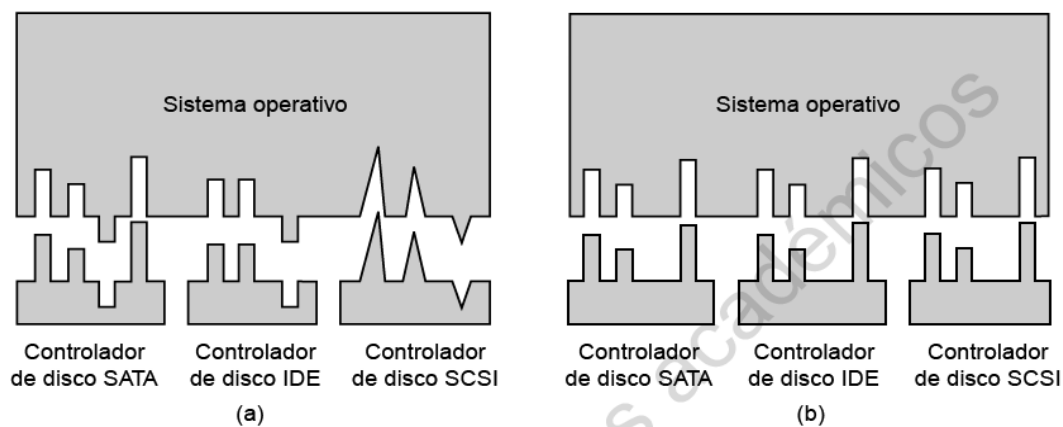 Sistema operativo
Controlador
de disco SATA
Controlador
de disco IDE
Controlador
de disco SCSI
(a)
Sistema operativo
Controlador
de disco SATA
Controlador
de disco IDE
Controlador
de disco SCSI
(b)
s académicos